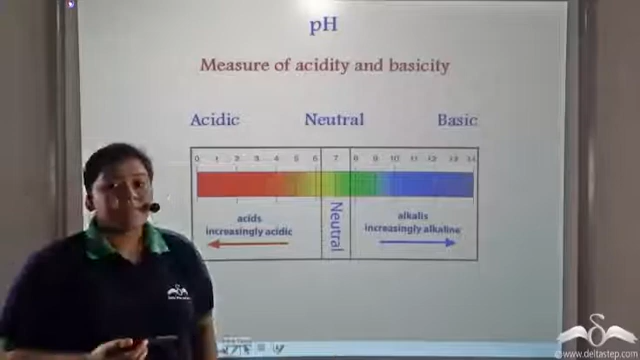 pH
Measure of acidity and basicity
Acidic Neutral Basic
0 1 2 3 4 5 6 7 8 9 10 11 12 13 14
acids
increasingly acidic
Neutral
alkalis
increasingly alkaline
©www.deltastep.com